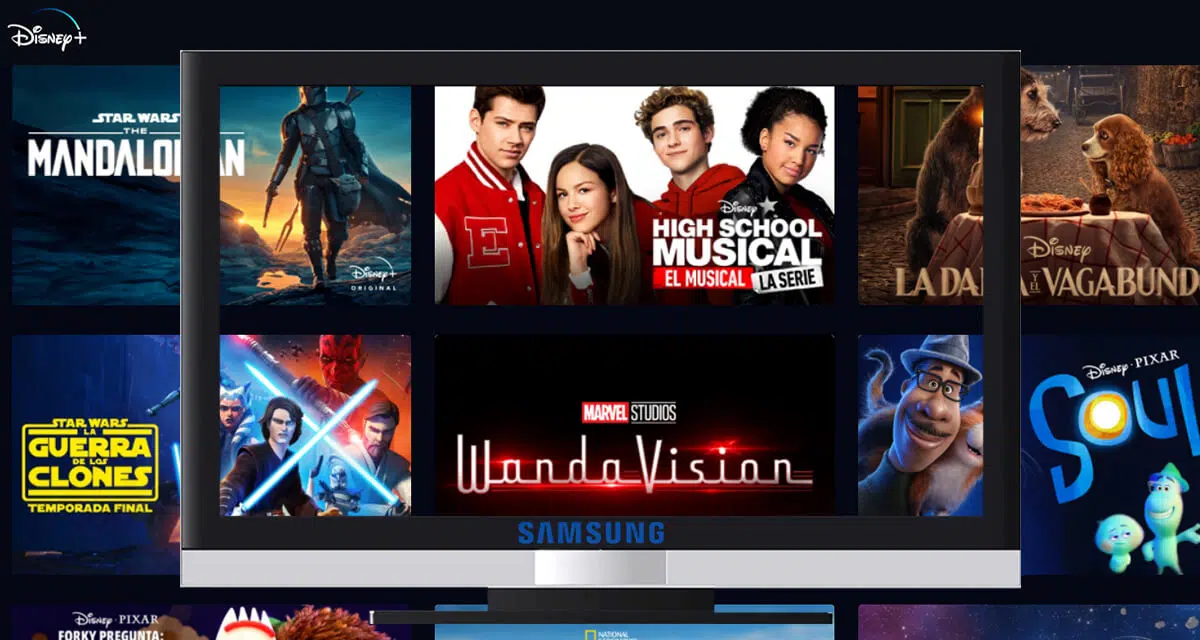 Disney+
STAR WARS
THE
MANDALORIAN
Disney+
ORIGINAL
E
Disney
HIGH SCHOOL
MUSICAL
EL MUSICAL LA SERIE
Disney
LA DAMA Y EL VAGABUND
STAR WARS
LA
GUERRA
DE LOS
CLONES
TEMPORADA FINAL
MARVEL STUDIOS
WandaVision
Disney · PIXAR
SOUL
SAMSUNG
Disney · PIXAR
FORKY PREGUNTA:
NATIONAL